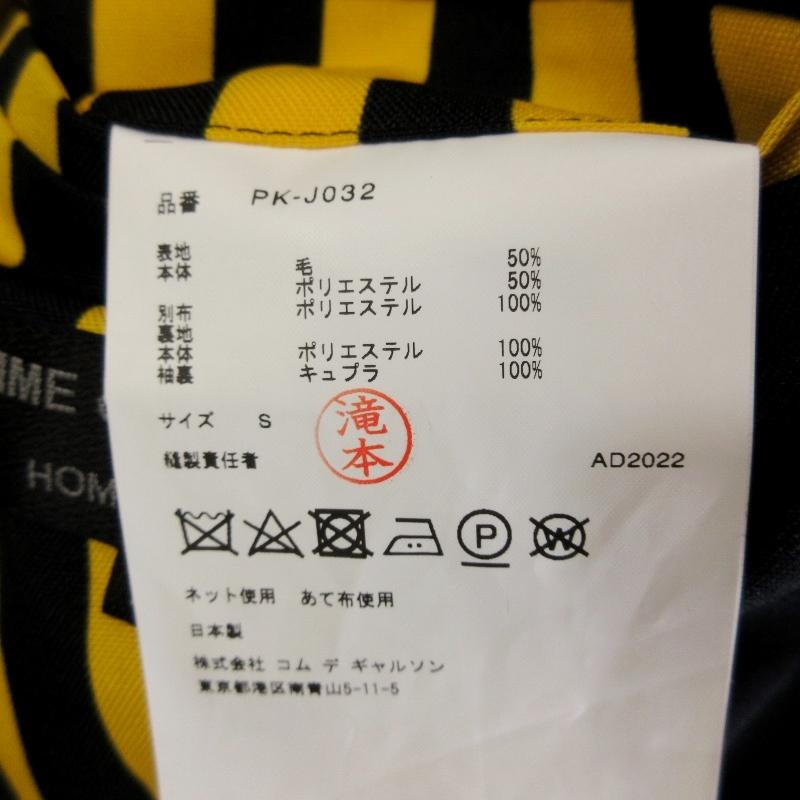 品番 PK-J032
表地
本体 毛 50%
ポリエステル 50%
別布 ポリエステル 100%
裏地
本体 ポリエステル 100%
袖裏 キュプラ 100%
サイズ S
滝本
縫製責任者 AD2022
P
W
ネット使用 あて布使用
日本製
株式会社 コム デ ギャルソン
東京都港区南青山5-11-5
HOM